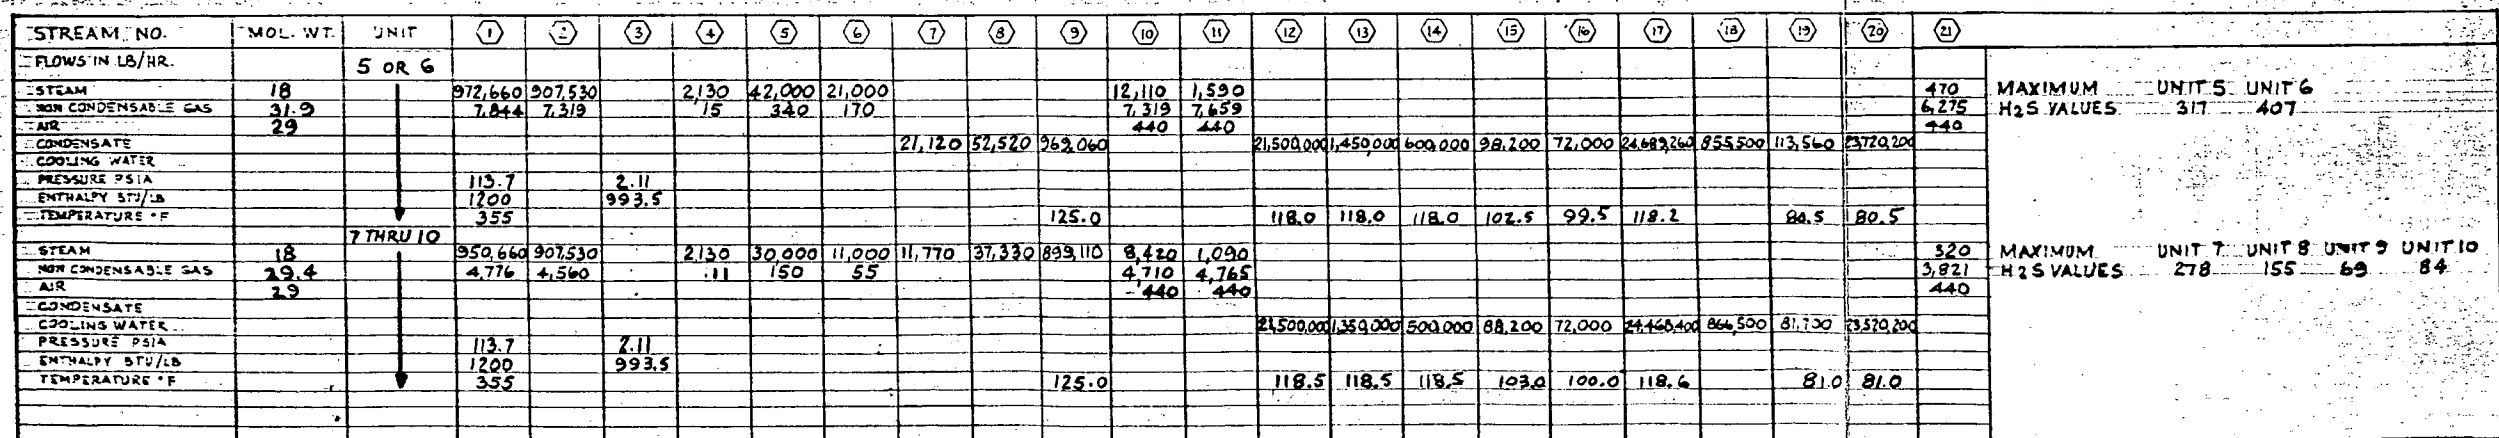 STREAM NO. MOL. WT. UNIT 1 2 3 4 5 6 7 8 9 10 11 12 13 14 15 16 17 18 19 20 21
FLOWS IN LB/HR. 5 OR 6
STEAM 18 972,660 907,530 2,130 42,000 21,000 12,110 1,590 470 MAXIMUM UNIT 5 UNIT 6
NON CONDENSABLE GAS 31.9 7,844 7,319 15 340 170 7,319 7,659 6,275 H2S VALUES 317 407
AIR 29 440 440 440
CONDENSATE 21,120 52,520 969,060 21,500,000 1,450,000 600,000 98,200 72,000 24,689,260 855,500 113,560 23,720,200
COOLING WATER
PRESSURE PSIA 113.7 2.11
ENTHALPY BTU/LB 1200 993.5
TEMPERATURE °F 355 125.0 118.0 118.0 118.0 102.5 99.5 118.2 80.5 80.5
7 THRU 10
STEAM 18 950,660 907,530 2,130 30,000 11,000 11,770 37,330 899,110 8,420 1,090 320 MAXIMUM UNIT 7 UNIT 8 UNIT 9 UNIT 10
NON CONDENSABLE GAS 29.4 4,776 4,560 11 150 55 4,710 4,765 3,821 H2S VALUES 278 155 69 84
AIR 29 440 440 440
CONDENSATE
COOLING WATER 21,500,000 1,350,000 500,000 88,200 72,000 24,468,400 866,500 81,700 23,520,200
PRESSURE PSIA 113.7 2.11
ENTHALPY BTU/LB 1200 993.5
TEMPERATURE °F 355 125.0 118.5 118.5 118.5 103.0 100.0 118.6 81.0 81.0